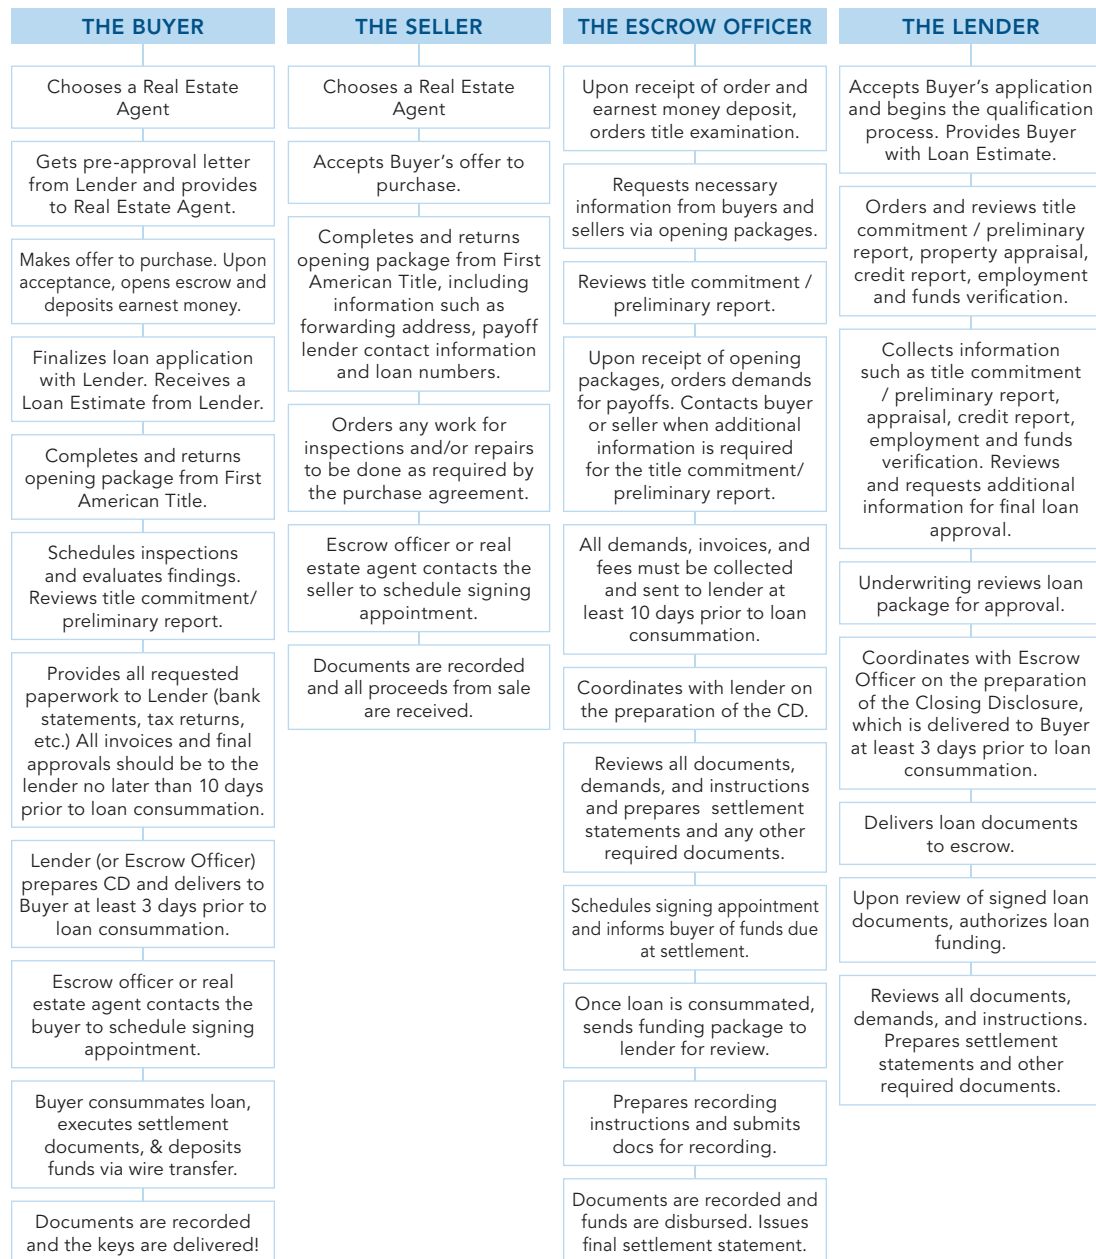 THE BUYER
Chooses a Real Estate
Agent
Gets pre-approval letter
from Lender and provides
to Real Estate Agent.
Makes offer to purchase. Upon
acceptance, opens escrow and
deposits earnest money.
Finalizes loan application
with Lender. Receives a
Loan Estimate from Lender.
Completes and returns
opening package from First
American Title.
Schedules inspections
and evaluates findings.
Reviews title commitment/
preliminary report.
Provides all requested
paperwork to Lender (bank
statements, tax returns,
etc.) All invoices and final
approvals should be to the
lender no later than 10 days
prior to loan consummation.
Lender (or Escrow Officer)
prepares CD and delivers to
Buyer at least 3 days prior to
loan consummation.
Escrow officer or real
estate agent contacts the
buyer to schedule signing
appointment.
Buyer consummates loan,
executes settlement
documents, & deposits
funds via wire transfer.
Documents are recorded
and the keys are delivered!
THE SELLER
Chooses a Real Estate
Agent
Accepts Buyer's offer to
purchase.
Completes and returns
opening package from First
American Title, including
information such as
forwarding address, payoff
lender contact information
and loan numbers.
Orders any work for
inspections and/or repairs
to be done as required by
the purchase agreement.
Escrow officer or real
estate agent contacts the
seller to schedule signing
appointment.
Documents are recorded
and all proceeds from sale
are received.
THE ESCROW OFFICER
Upon receipt of order and
earnest money deposit,
orders title examination.
Requests necessary
information from buyers and
sellers via opening packages.
Reviews title commitment /
preliminary report.
Upon receipt of opening
packages, orders demands
for payoffs. Contacts buyer
or seller when additional
information is required
for the title commitment/
preliminary report.
All demands, invoices, and
fees must be collected
and sent to lender at
least 10 days prior to loan
consummation.
Coordinates with lender on
the preparation of the CD.
Reviews all documents,
demands, and instructions
and prepares settlement
statements and any other
required documents.
Schedules signing appointment
and informs buyer of funds due
at settlement.
Once loan is consummated,
sends funding package to
lender for review.
Prepares recording
instructions and submits
docs for recording.
Documents are recorded and
funds are disbursed. Issues
final settlement statement.
THE LENDER
Accepts Buyer's application
and begins the qualification
process. Provides Buyer
with Loan Estimate.
Orders and reviews title
commitment / preliminary
report, property appraisal,
credit report, employment
and funds verification.
Collects information
such as title commitment
/ preliminary report,
appraisal, credit report,
employment and funds
verification. Reviews
and requests additional
information for final loan
approval.
Underwriting reviews loan
package for approval.
Coordinates with Escrow
Officer on the preparation
of the Closing Disclosure,
which is delivered to Buyer
at least 3 days prior to loan
consummation.
Delivers loan documents
to escrow.
Upon review of signed loan
documents, authorizes loan
funding.
Reviews all documents,
demands, and instructions.
Prepares settlement
statements and other
required documents.